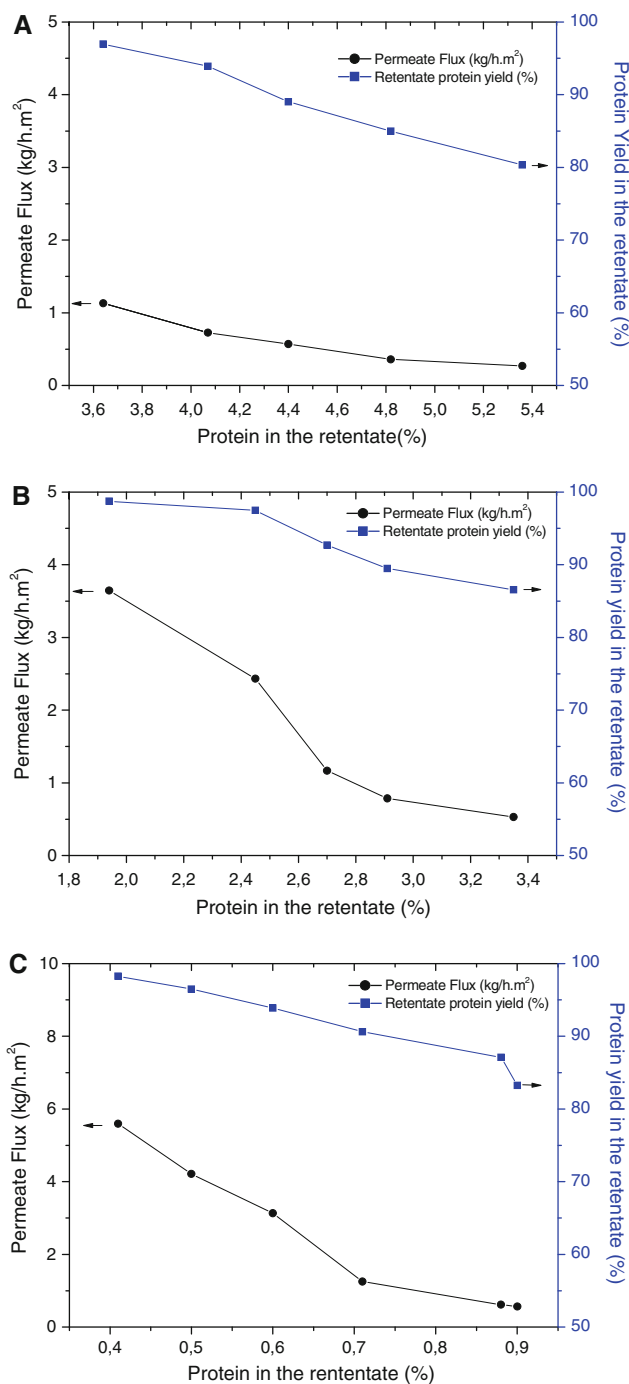 A
5
4
3
2
1
0
Permeate Flux (kg/h.m²)
Permeate Flux (kg/h.m²)
Retentate protein yield (%)
100
90
80
70
60
50
Protein Yield in the retentate
(%)
3,6 3,8 4,0 4,2 4,4 4,6 4,8 5,0 5,2 5,4
Protein in the retentate(%)
B
5
4
3
2
1
0
Permeate Flux (kg/h.m²)
Permeate Flux (kg/h.m²)
Retentate protein yield (%)
100
90
80
70
60
50
Protein yield in the retentate
(%)
1,8 2,0 2,2 2,4 2,6 2,8 3,0 3,2 3,4
Protein in the retentate (%)
C
10
8
6
4
2
0
Permeate Flux (kg/h.m²)
Permeate Flux (kg/h.m²)
Retentate protein yield (%)
100
90
80
70
60
50
Protein yield in the
retentate (%)
0,4 0,5 0,6 0,7 0,8 0,9
Protein in the rententate (%)